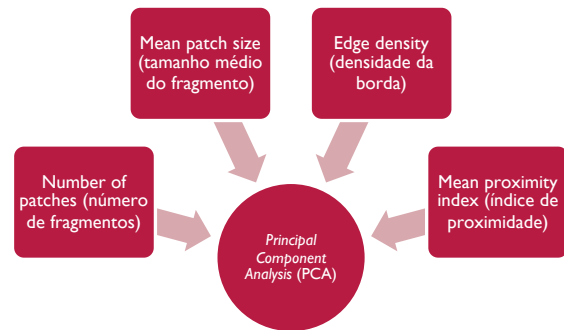 Mean patch size
(tamanho médio
do fragmento)
Edge density
(densidade da
borda)
Number of
patches (número
de fragmentos)
Mean proximity
index (índice de
proximidade)
Principal
Component
Analysis (PCA)